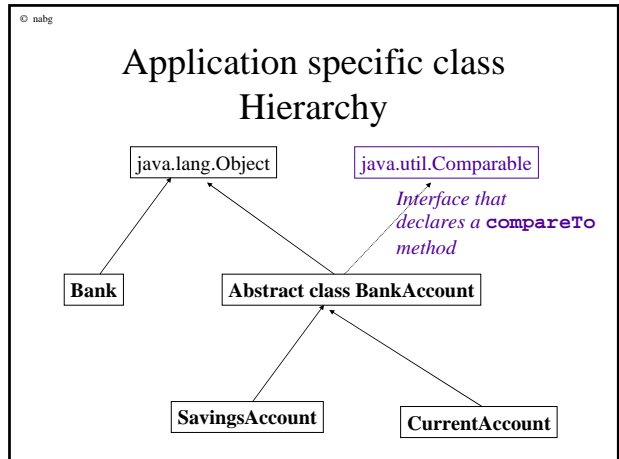 © nabg
Application specific class
Hierarchy
java.lang.Object
java.util.Comparable
Interface that
declares a compareTo
method
Bank
Abstract class BankAccount
SavingsAccount
CurrentAccount